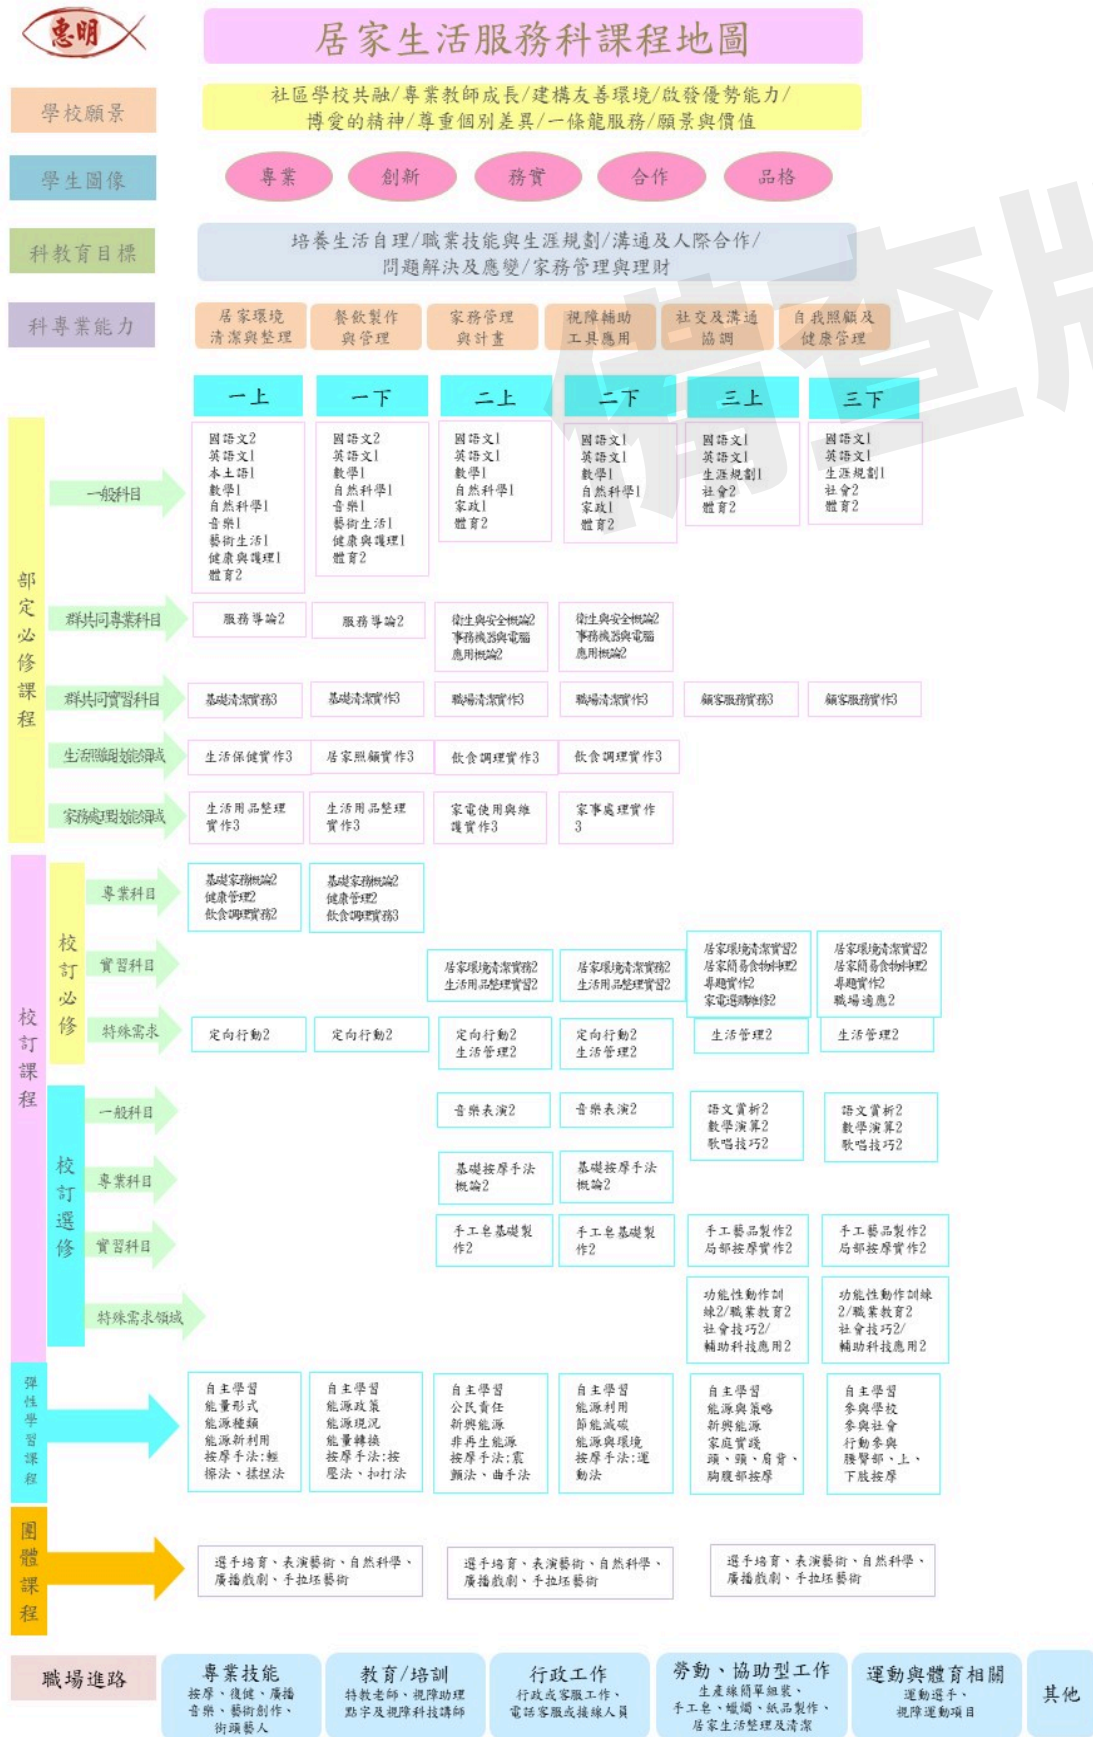 惠明
居家生活服務科課程地圖
學校願景
社區學校共融/專業教師成長/建構友善環境/啟發優勢能力/
博愛的精神/尊重個別差異/一條龍服務/願景與價值
學生圖像
專業
創新
務實
合作
品格
科教育目標
培養生活自理/職業技能與生涯規劃/溝通及人際合作/
問題解決及應變/家務管理與理財
科專業能力
居家環境
清潔與整理
餐飲製作
與管理
家務管理
與計畫
視障輔助
工具應用
社交及溝通
協調
自我照顧及
健康管理
備查版
一上
一下
二上
二下
三上
三下
部定必修課程
一般科目
國語文2
英語文1
本土語1
數學1
自然科學1
音樂1
藝術生活1
健康與護理1
體育2
國語文2
英語文1
數學1
自然科學1
音樂1
藝術生活1
健康與護理1
體育2
國語文1
英語文1
數學1
自然科學1
家政1
體育2
國語文1
英語文1
數學1
自然科學1
家政1
體育2
國語文1
英語文1
生涯規劃1
社會2
體育2
國語文1
英語文1
生涯規劃1
社會2
體育2
群共同專業科目
服務導論2
服務導論2
衛生與安全概論2
事務機器與電腦
應用概論2
衛生與安全概論2
事務機器與電腦
應用概論2
群共同實習科目
基礎清潔實務3
基礎清潔實作3
職場清潔實作3
職場清潔實作3
顧客服務實務3
顧客服務實作3
生活照顧技能領域
生活保健實作3
居家照顧實作3
飲食調理實作3
飲食調理實作3
家務處理技能領域
生活用品整理
實作3
生活用品整理
實作3
家電使用與維
護實作3
家事處理實作
3
校訂課程
校訂必修
專業科目
基礎家務概論2
健康管理2
飲食調理實務2
基礎家務概論2
健康管理2
飲食調理實務3
實習科目
居家環境清潔實務2
生活用品整理實習2
居家環境清潔實務2
生活用品整理實習2
居家環境清潔實習2
居家簡易食物料理2
專題實作2
家電選購維修2
居家環境清潔實習2
居家簡易食物料理2
專題實作2
職場適應2
特殊需求
定向行動2
定向行動2
定向行動2
生活管理2
定向行動2
生活管理2
生活管理2
生活管理2
校訂選修
一般科目
音樂表演2
音樂表演2
語文賞析2
數學演算2
歌唱技巧2
語文賞析2
數學演算2
歌唱技巧2
專業科目
基礎按摩手法
概論2
基礎按摩手法
概論2
實習科目
手工皂基礎製
作2
手工皂基礎製
作2
手工藝品製作2
局部按摩實作2
手工藝品製作2
局部按摩實作2
特殊需求領域
功能性動作訓
練2/職業教育2
社會技巧2/
輔助科技應用2
功能性動作訓練
2/職業教育2
社會技巧2/
輔助科技應用2
彈性學習課程
自主學習
能量形式
能源種類
能源新利用
按摩手法:輕
擦法、揉捏法
自主學習
能源政策
能源現況
能量轉換
按摩手法:按
壓法、扣打法
自主學習
公民責任
新興能源
非再生能源
按摩手法:震
顫法、曲手法
自主學習
能源利用
節能減碳
能源與環境
按摩手法:運
動法
自主學習
能源與策略
新興能源
家庭實踐
頭、頸、肩背、
胸腹部按摩
自主學習
參與學校
參與社會
行動參與
腰臀部、上、
下肢按摩
團體課程
選手培育、表演藝術、自然科學、
廣播戲劇、手拉坯藝術
選手培育、表演藝術、自然科學、
廣播戲劇、手拉坯藝術
選手培育、表演藝術、自然科學、
廣播戲劇、手拉坯藝術
職場進路
專業技能
按摩、復健、廣播
音樂、藝術創作、
街頭藝人
教育/培訓
特教老師、視障助理
點字及視障科技講師
行政工作
行政或客服工作、
電話客服或接線人員
勞動、協助型工作
生產線簡單組裝、
手工皂、蠟燭、紙品製作、
居家生活整理及清潔
運動與體育相關
運動選手、
視障運動項目
其他